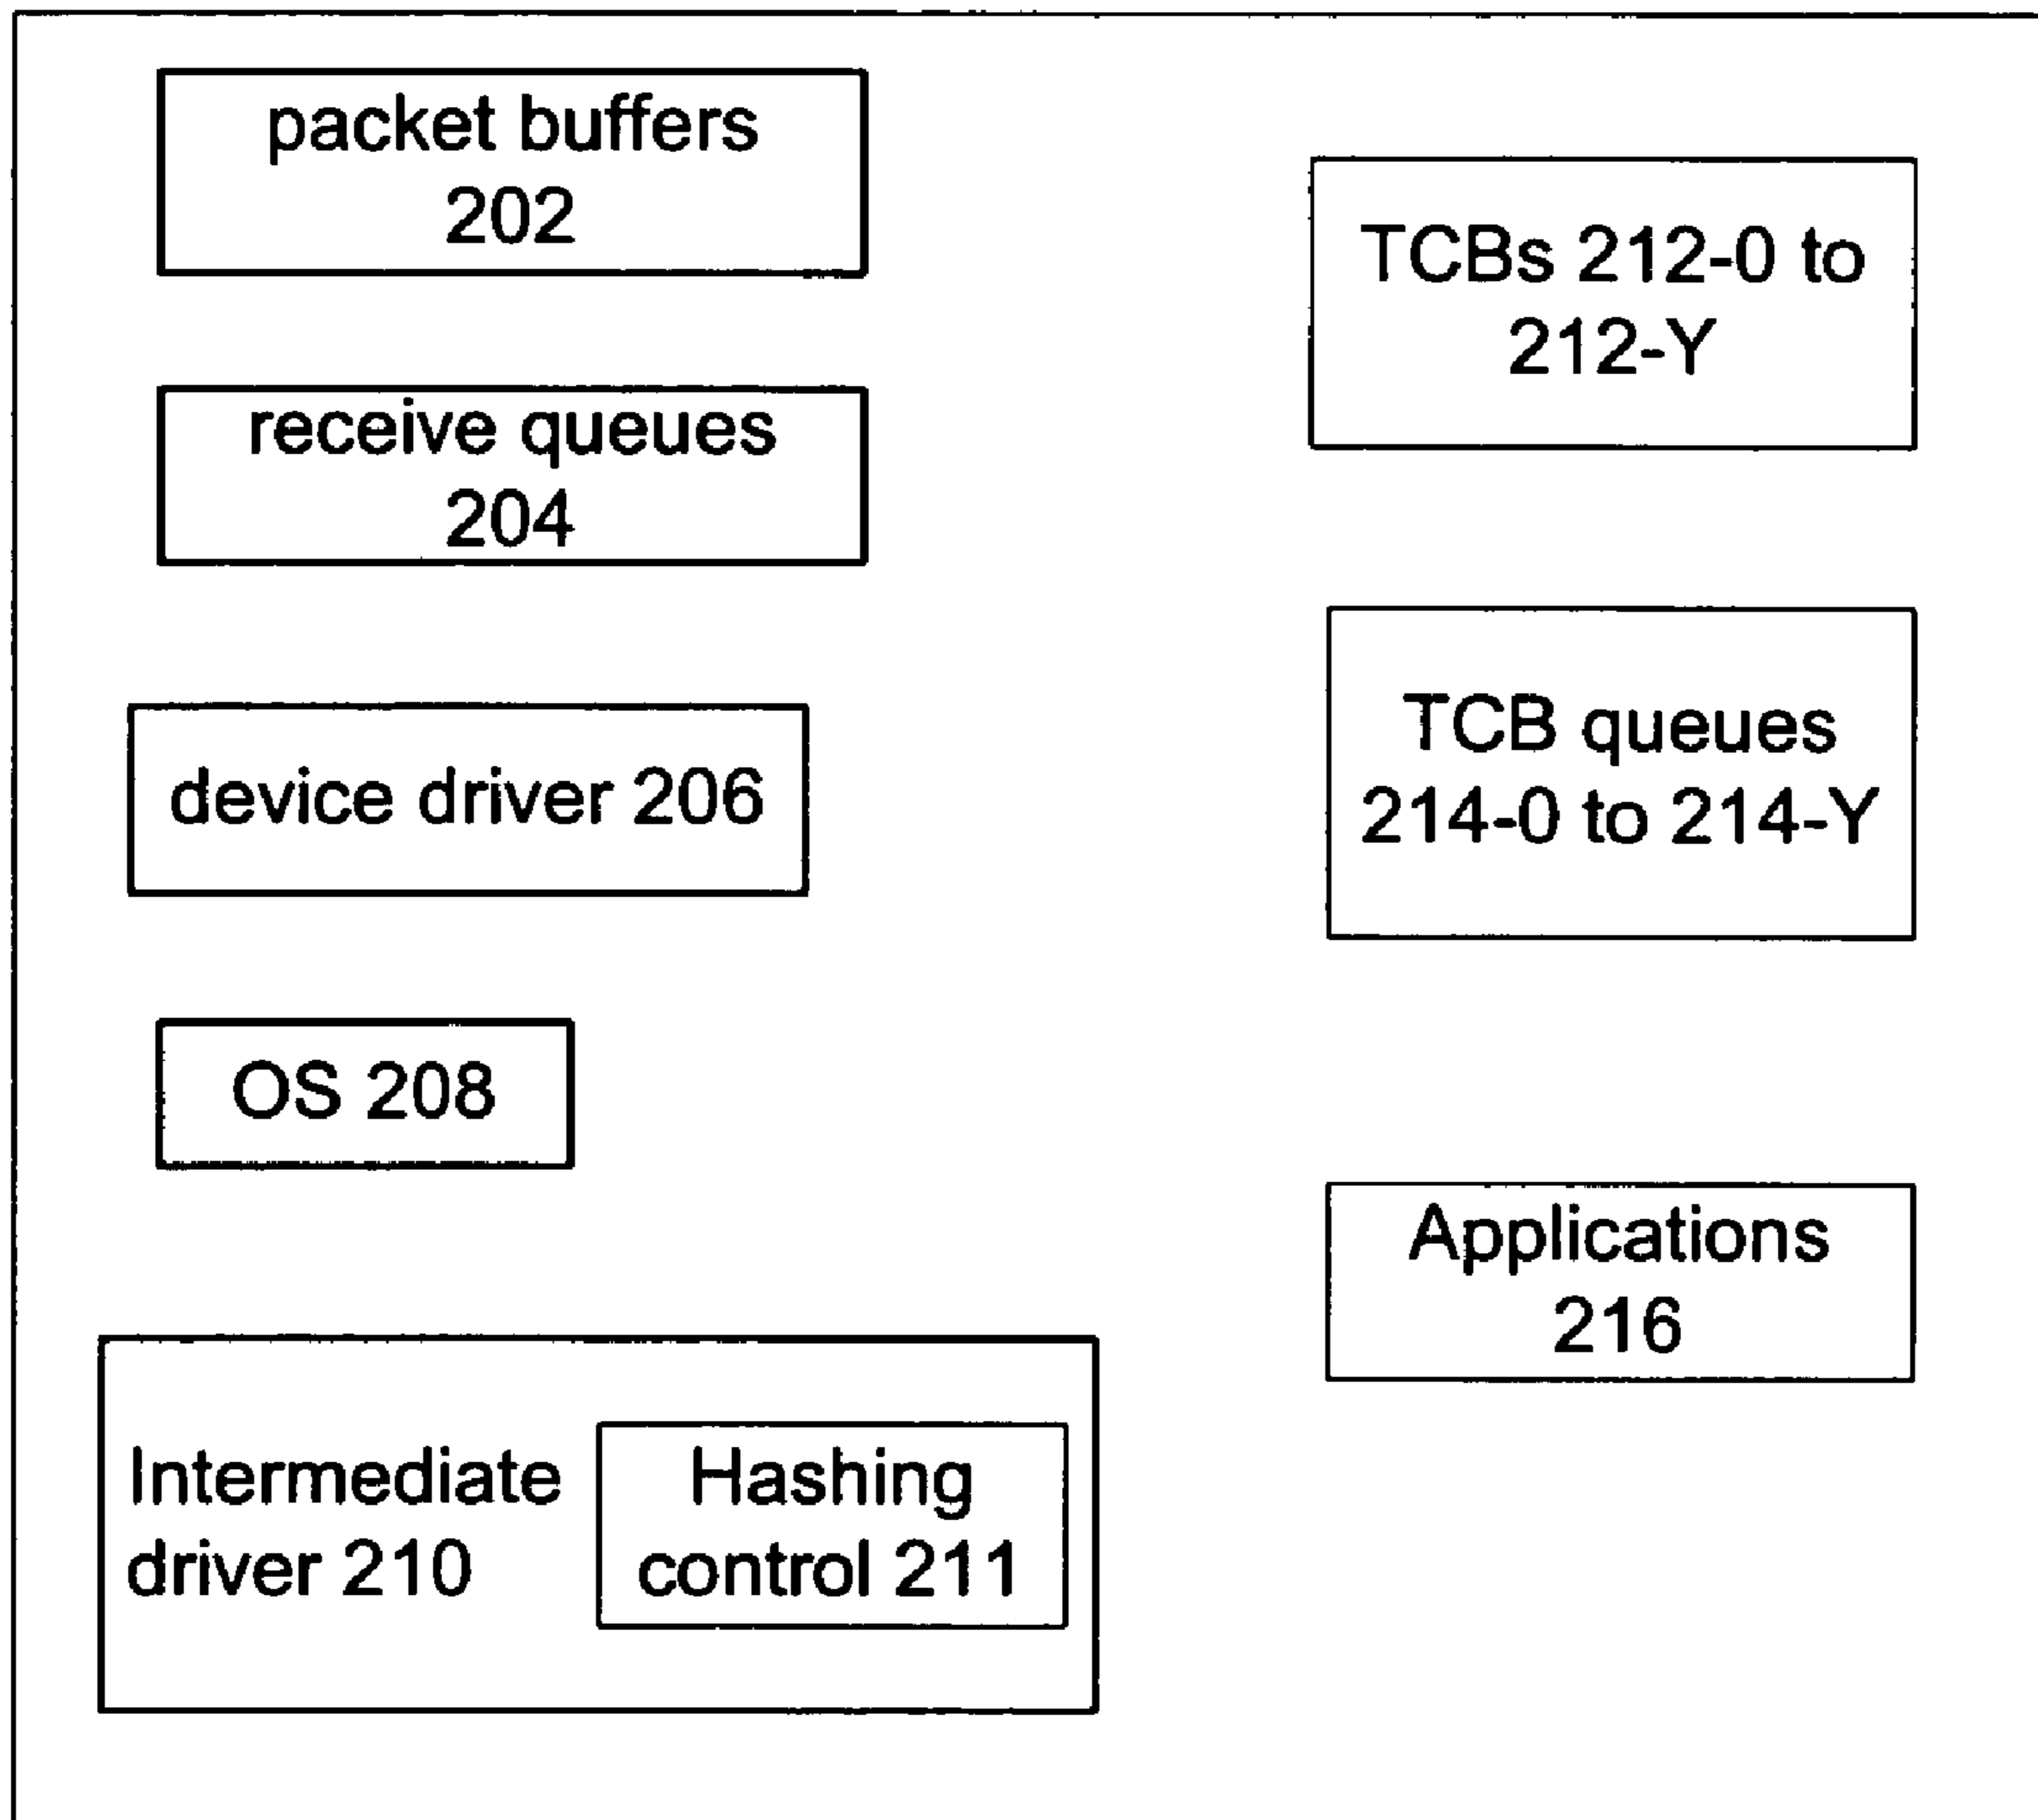 packet buffers
202
receive queues
204
device driver 206
OS 208
Intermediate
driver 210
Hashing
control 211
TCBs 212-0 to
212-Y
TCB queues
214-0 to 214-Y
Applications
216